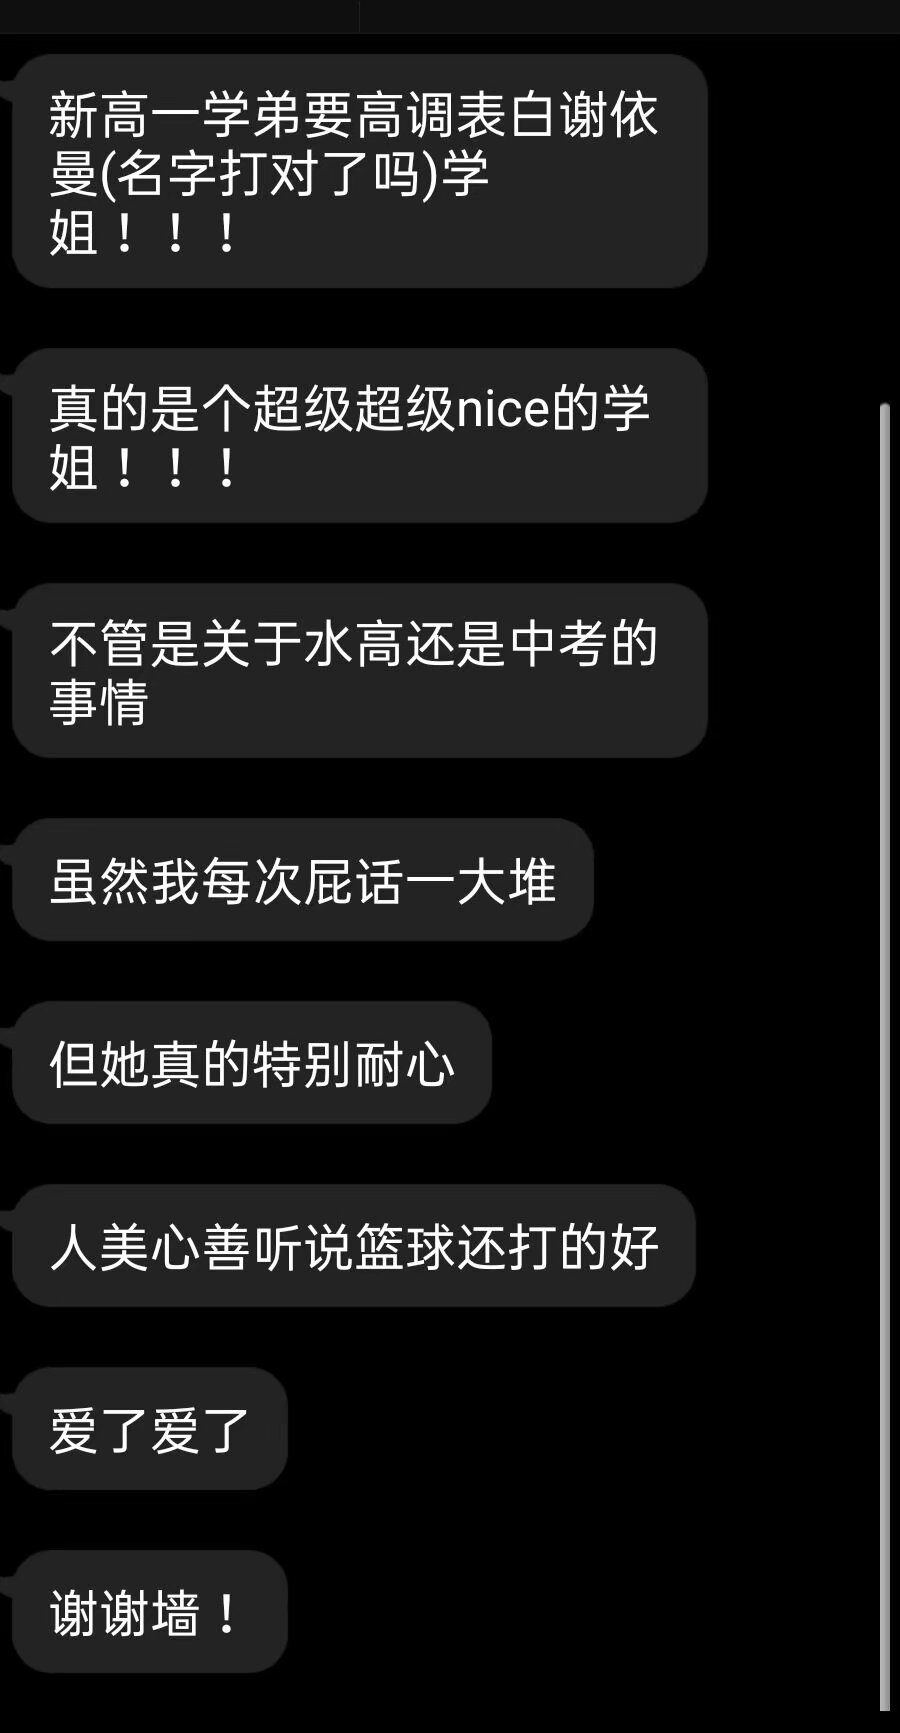 新高一学弟要高调表白谢依
曼(名字打对了吗)学
姐！！！
真的是个超级超级nice的学
姐！！！
不管是关于水高还是中考的
事情
虽然我每次屁话一大堆
但她真的特别耐心
人美心善听说篮球还打的好
爱了爱了
谢谢墙！